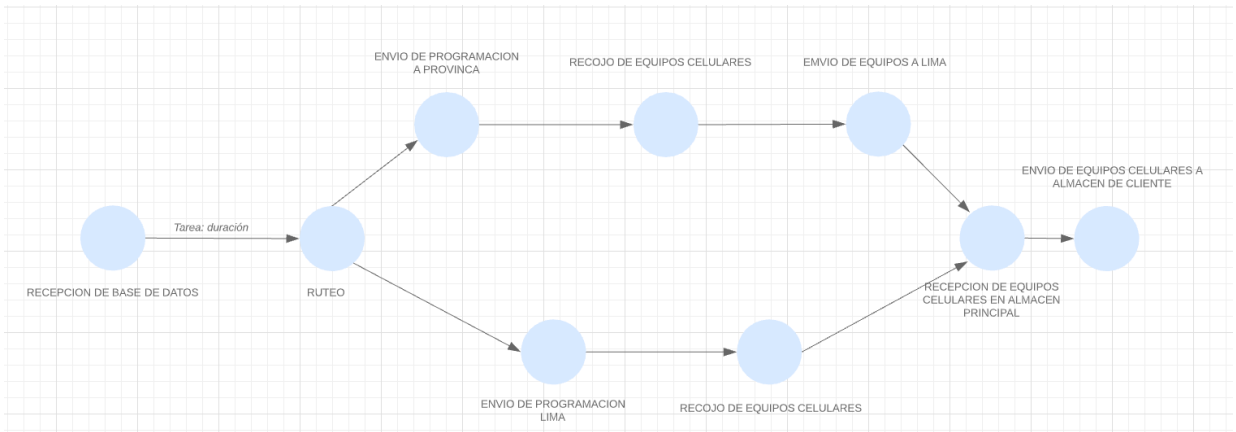 ENVIO DE PROGRAMACION
A PROVINCA
RECOJO DE EQUIPOS CELULARES
EMVIO DE EQUIPOS A LIMA
ENVIO DE EQUIPOS CELULARES A
ALMACEN DE CLIENTE
Tarea: duración
RECEPCION DE BASE DE DATOS
RUTEO
RECEPCION DE EQUIPOS
CELULARES EN ALMACEN
PRINCIPAL
ENVIO DE PROGRAMACION
LIMA
RECOJO DE EQUIPOS CELULARES